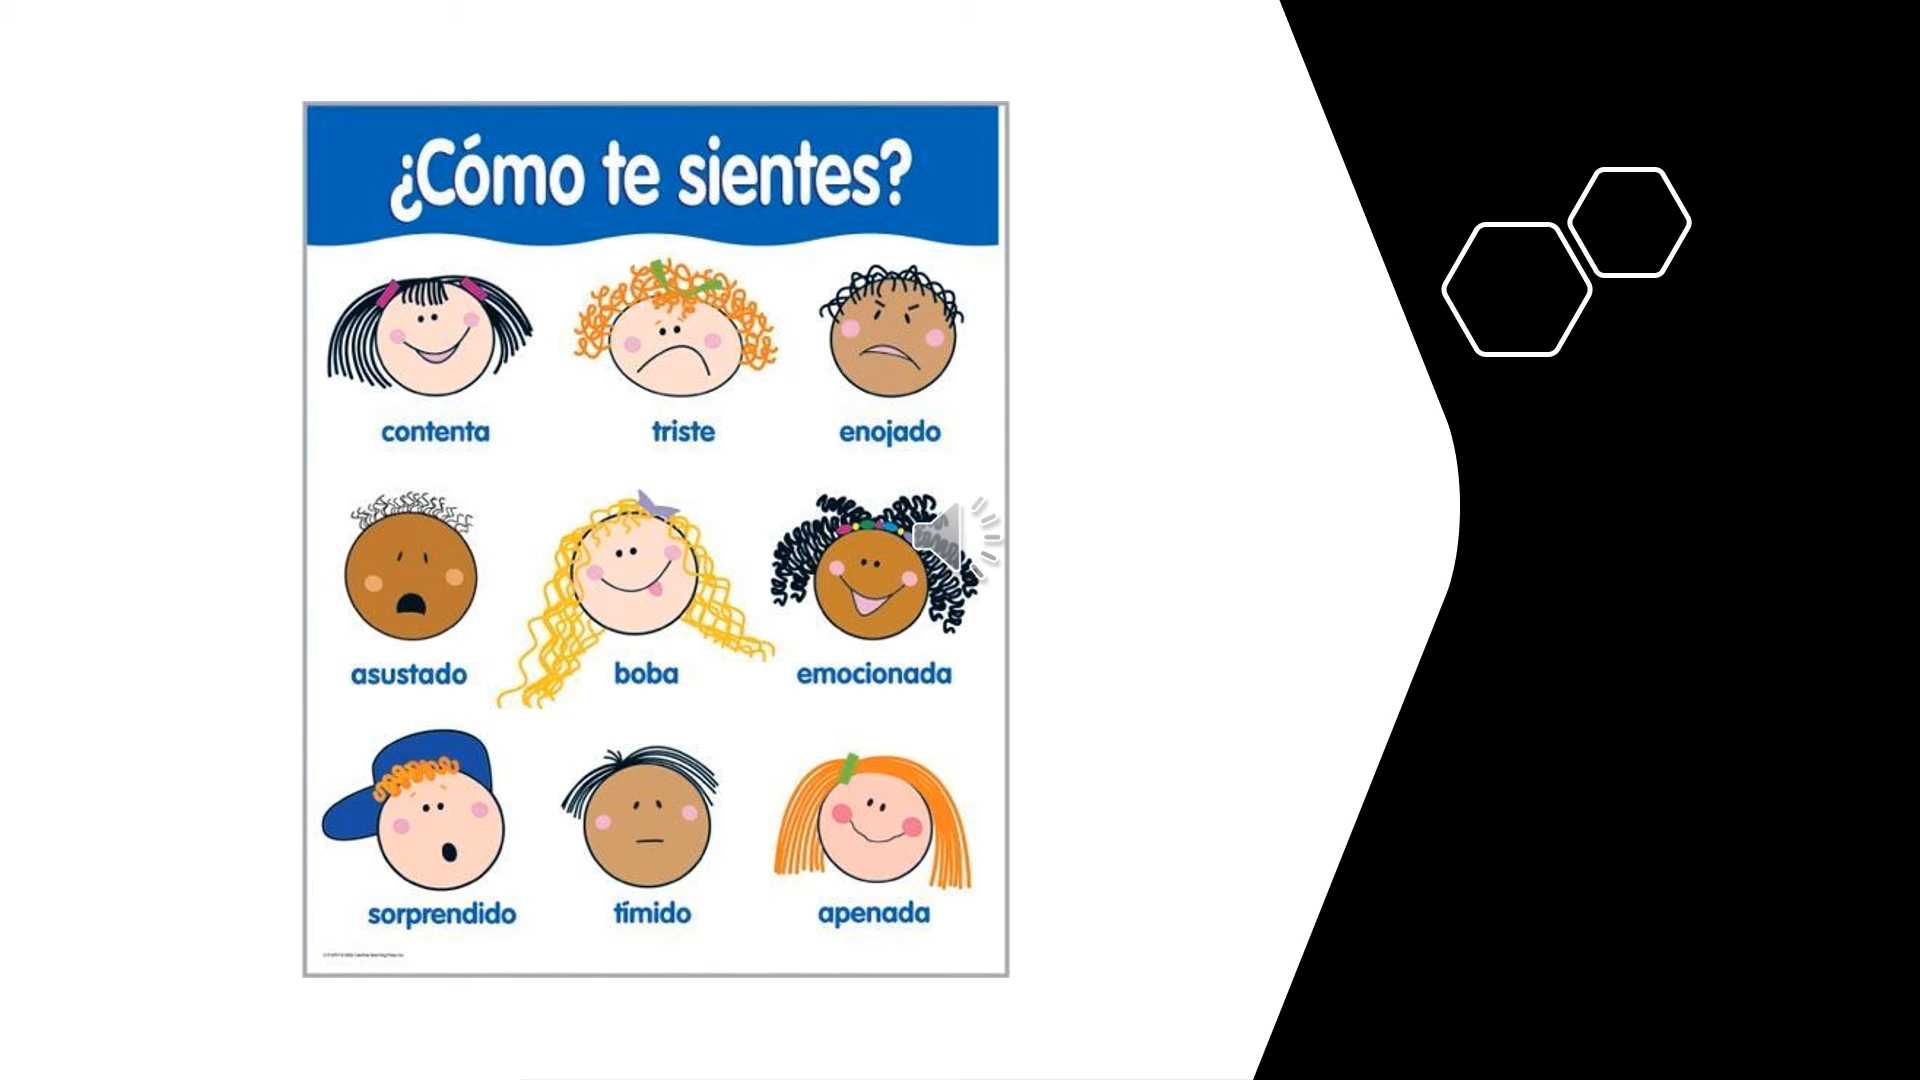 ¿Cómo te sientes?
contenta triste enojado
asustado boba emocionada
sorprendido tímido apenada